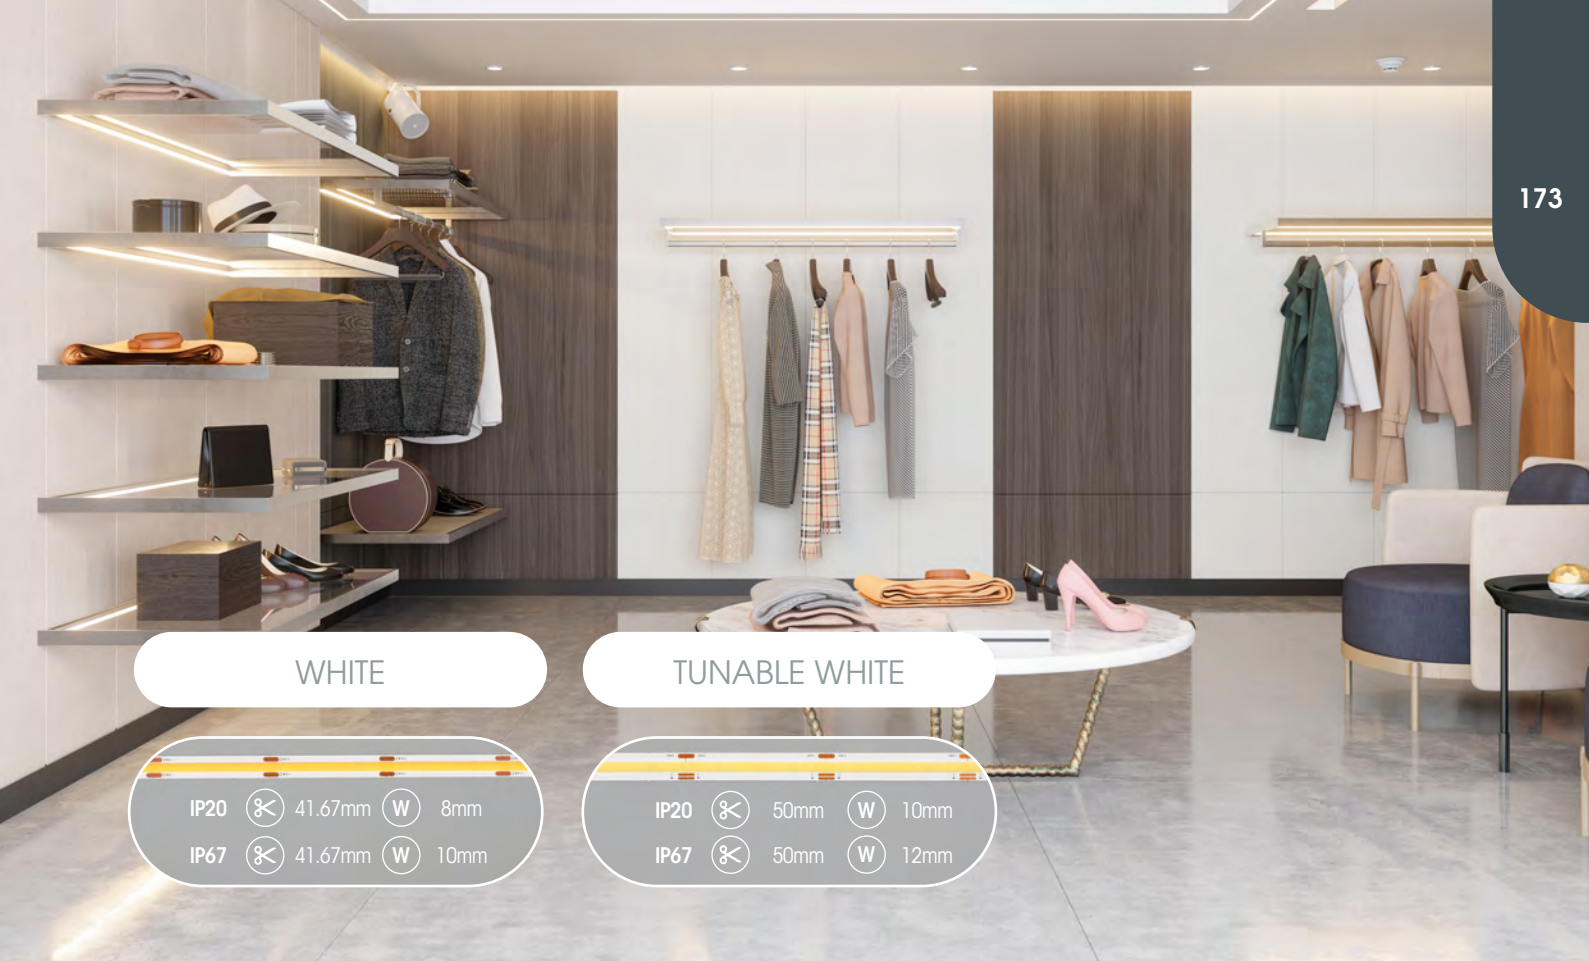 173
WHITE
TUNABLE WHITE
IP20 41.67mm W 8mm
IP67 41.67mm W 10mm
IP20 50mm W 10mm
IP67 50mm W 12mm